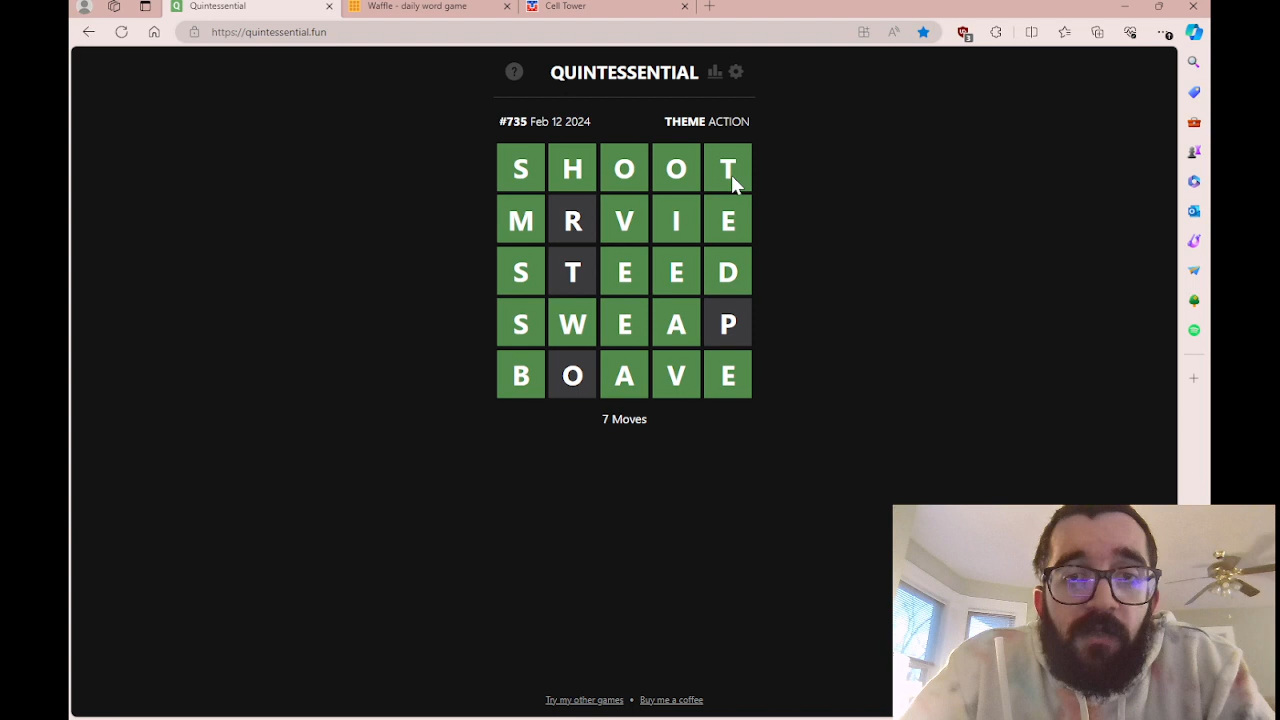 Quintessential
Waffle - daily word game
Cell Tower
https://quintessential.fun
3
? QUINTESSENTIAL
#735 Feb 12 2024 THEME ACTION
S H O O T
M R V I E
S T E E D
S W E A P
B O A V E
7 Moves
Try my other games • Buy me a coffee